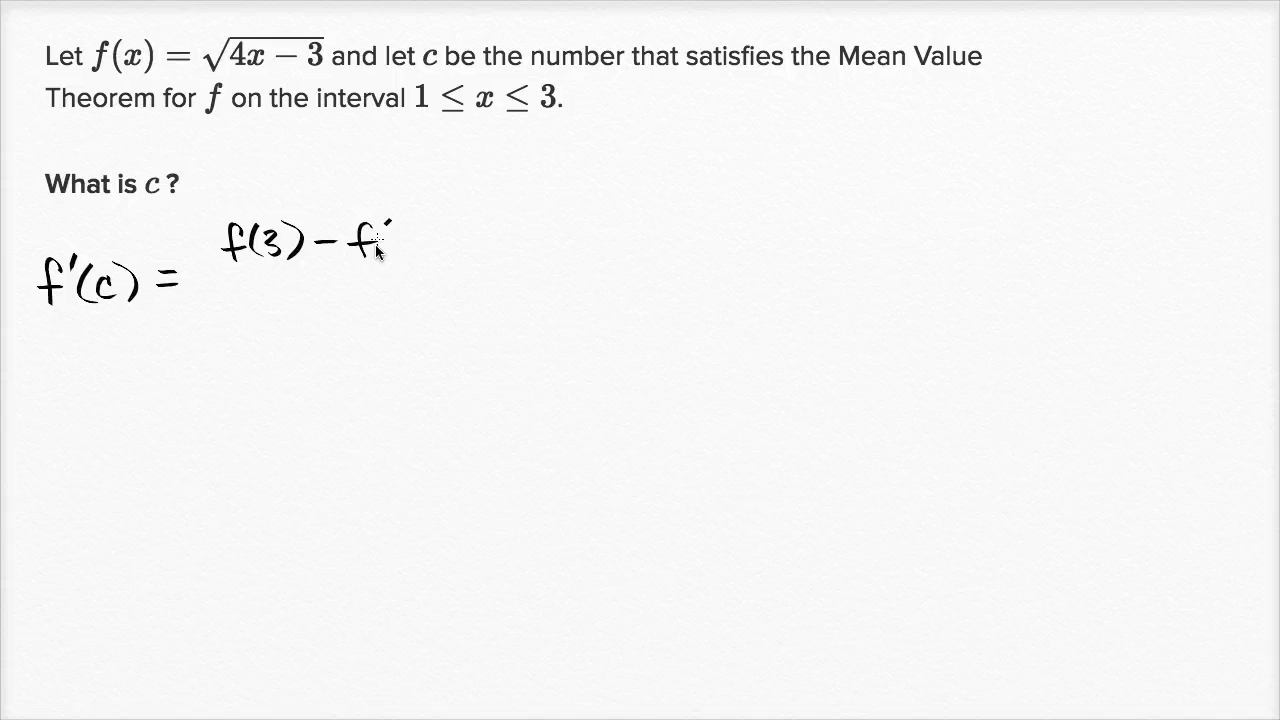 Let f(x) = √(4x − 3) and let c be the number that satisfies the Mean Value
Theorem for f on the interval 1 ≤ x ≤ 3.
What is c ?
f(3) − f
f'(c) =